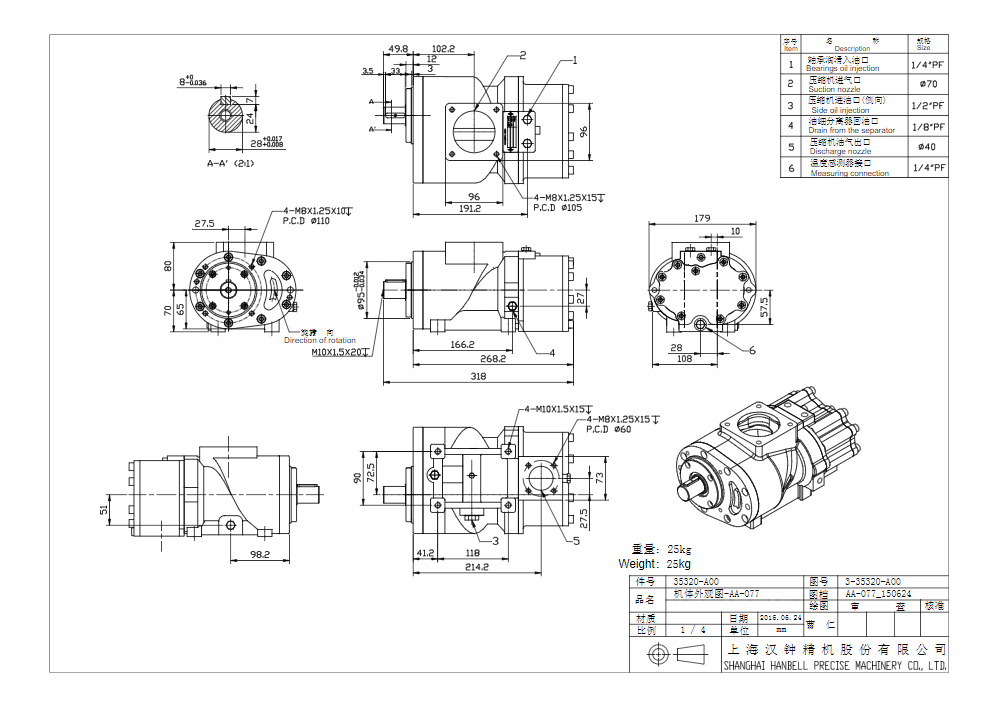 序号 名 称 规格
Item Description Size
1 轴承润滑入油口 1/4"PF
Bearings oil injection
2 压缩机进气口 ø70
Suction nozzle
3 压缩机进油口(侧向) 1/2"PF
Side oil injection
4 油细分离器回油口 1/8"PF
Drain from the separator
5 压缩机油气出口 ø40
Discharge nozzle
6 温度感测器接口 1/4"PF
Measuring connection
8 +0 -0.036
7
24
28 +0.017 +0.008
A-A' (2:1)
49.8 102.2
12
3.5 33 3
A
A'
2
1
96
4-M8X1.25X15
P.C.D ø105
96
191.2
4-M8X1.25X10
P.C.D ø110
27.5
80
70
65
旋 向
Direction of rotation
M10X1.5X20
ø95 -0.012 -0.034
27
166.2
4
268.2
318
179
10
57.5
28
6
108
4-M10X1.5X15
4-M8X1.25X15
P.C.D ø60
90
72.5
73
27.5
3
5
41.2 118
214.2
51
98.2
重量: 25kg
Weight: 25kg
件号 35320-A00 图号 3-35320-A00
品名 机体外观图-AA-077 图档 AA-077_150624
绘图 审 查 核准
材质 日期 2015.06.24 曹 仁
比例 1 / 4 单位 mm
上海汉钟精机股份有限公司
SHANGHAI HANBELL PRECISE MACHINERY CO., LTD.